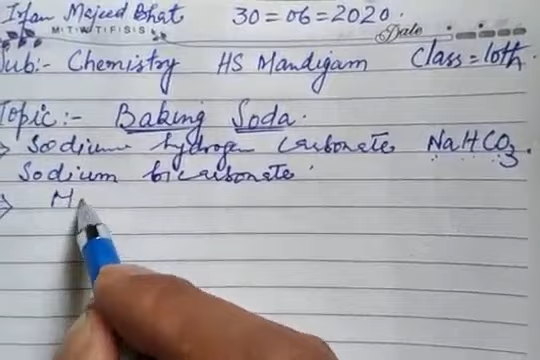 Irfan Majeed Bhat 30=06=2020.
MITWTIFISIS Date
Sub:- Chemistry HS Mandigam Class=10th.
Topic:- Baking Soda.
Sodium hydrogen carbonate NaHCO3.
Sodium bicarbonate
M